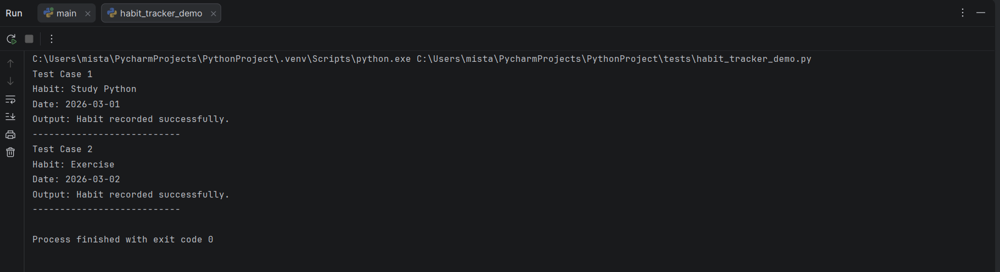 Run main habit_tracker_demo
C:\Users\mista\PycharmProjects\PythonProject\.venv\Scripts\python.exe C:\Users\mista\PycharmProjects\PythonProject\tests\habit_tracker_demo.py
Test Case 1
Habit: Study Python
Date: 2026-03-01
Output: Habit recorded successfully.
---------------------------
Test Case 2
Habit: Exercise
Date: 2026-03-02
Output: Habit recorded successfully.
---------------------------
Process finished with exit code 0